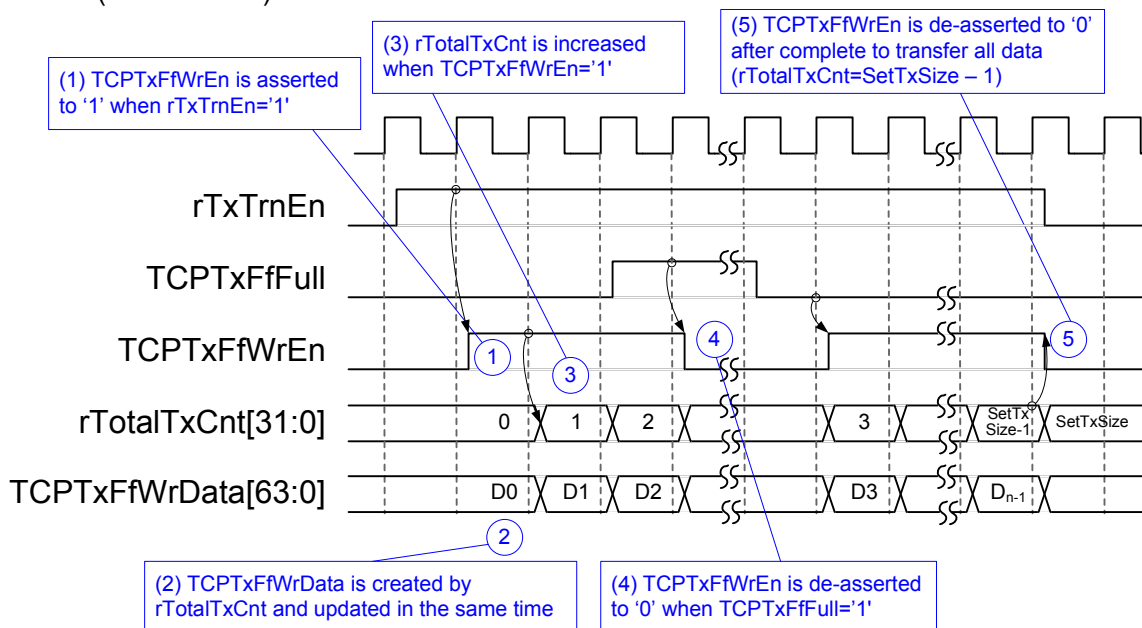 (5) TCPTxFfWrEn is de-asserted to ‘0’
after complete to transfer all data
(rTotalTxCnt=SetTxSize – 1)
(3) rTotalTxCnt is increased
when TCPTxFfWrEn='1'
(1) TCPTxFfWrEn is asserted
to ‘1’ when rTxTrnEn='1'
rTxTrnEn
TCPTxFfFull
TCPTxFfWrEn
1
3
4
5
rTotalTxCnt[31:0]
0
1
2
3
SetTx
Size-1
SetTxSize
TCPTxFfWrData[63:0]
D0
D1
D2
D3
Dn-1
2
(2) TCPTxFfWrData is created by
rTotalTxCnt and updated in the same time
(4) TCPTxFfWrEn is de-asserted
to ‘0’ when TCPTxFfFull='1'